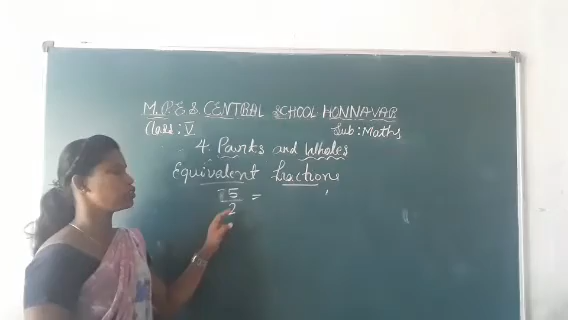 M.P.E.S. CENTRAL SCHOOL HONNAVAR
Class : V Sub : Maths
4. Parts and Wholes
Equivalent fractions
15/2 =